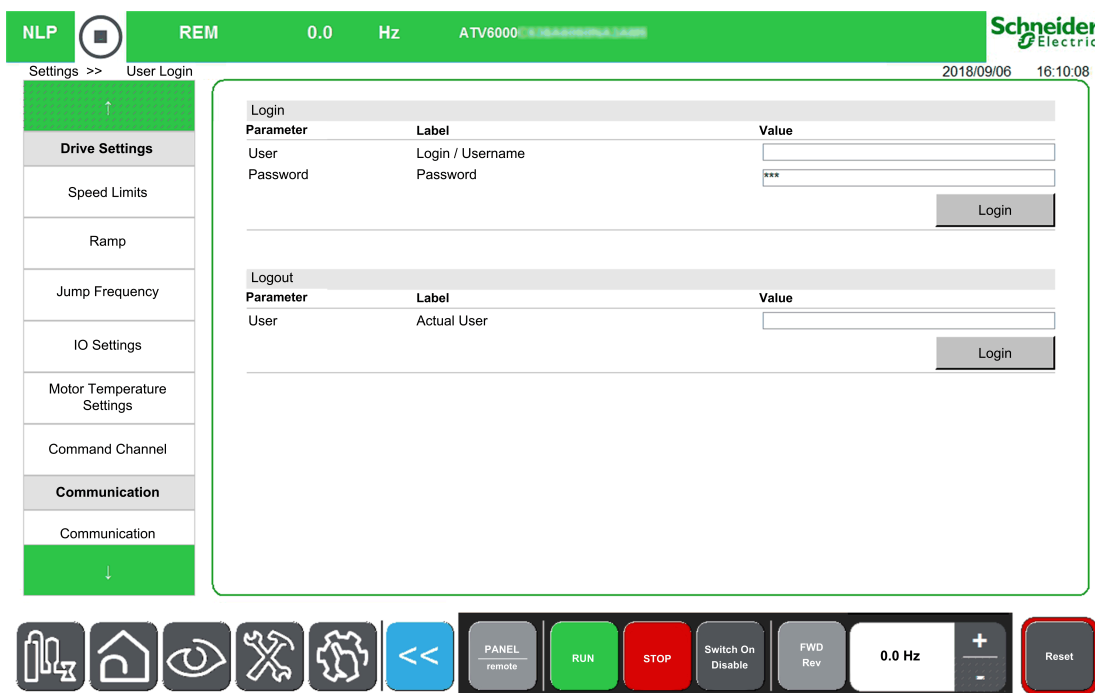 NLP REM 0.0 Hz ATV6000
Schneider
Electric
Settings >> User Login 2018/09/06 16:10:08
↑
Drive Settings
Speed Limits
Ramp
Jump Frequency
IO Settings
Motor Temperature
Settings
Command Channel
Communication
Communication
↓
Login
Parameter Label Value
User Login / Username
Password Password ***
Login
Logout
Parameter Label Value
User Actual User
Login
<<
PANEL
remote
RUN
STOP
Switch On
Disable
FWD
Rev
0.0 Hz
+
-
Reset